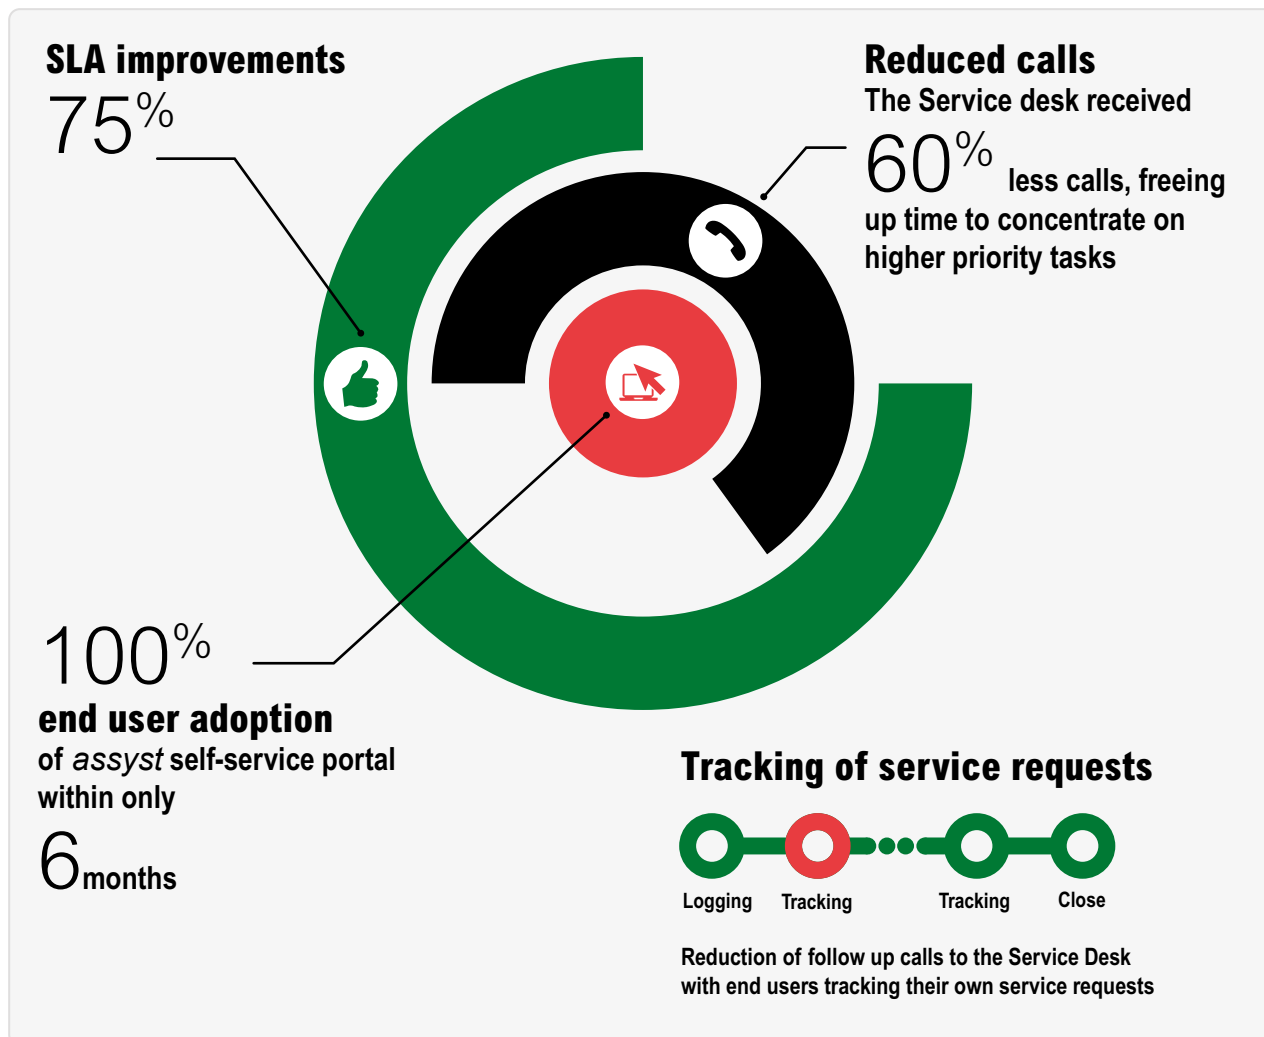 SLA improvements
75%
Reduced calls
The Service desk received
60% less calls, freeing
up time to concentrate on
higher priority tasks
100%
end user adoption
of assyst self-service portal
within only
6 months
Tracking of service requests
Logging Tracking Tracking Close
Reduction of follow up calls to the Service Desk
with end users tracking their own service requests